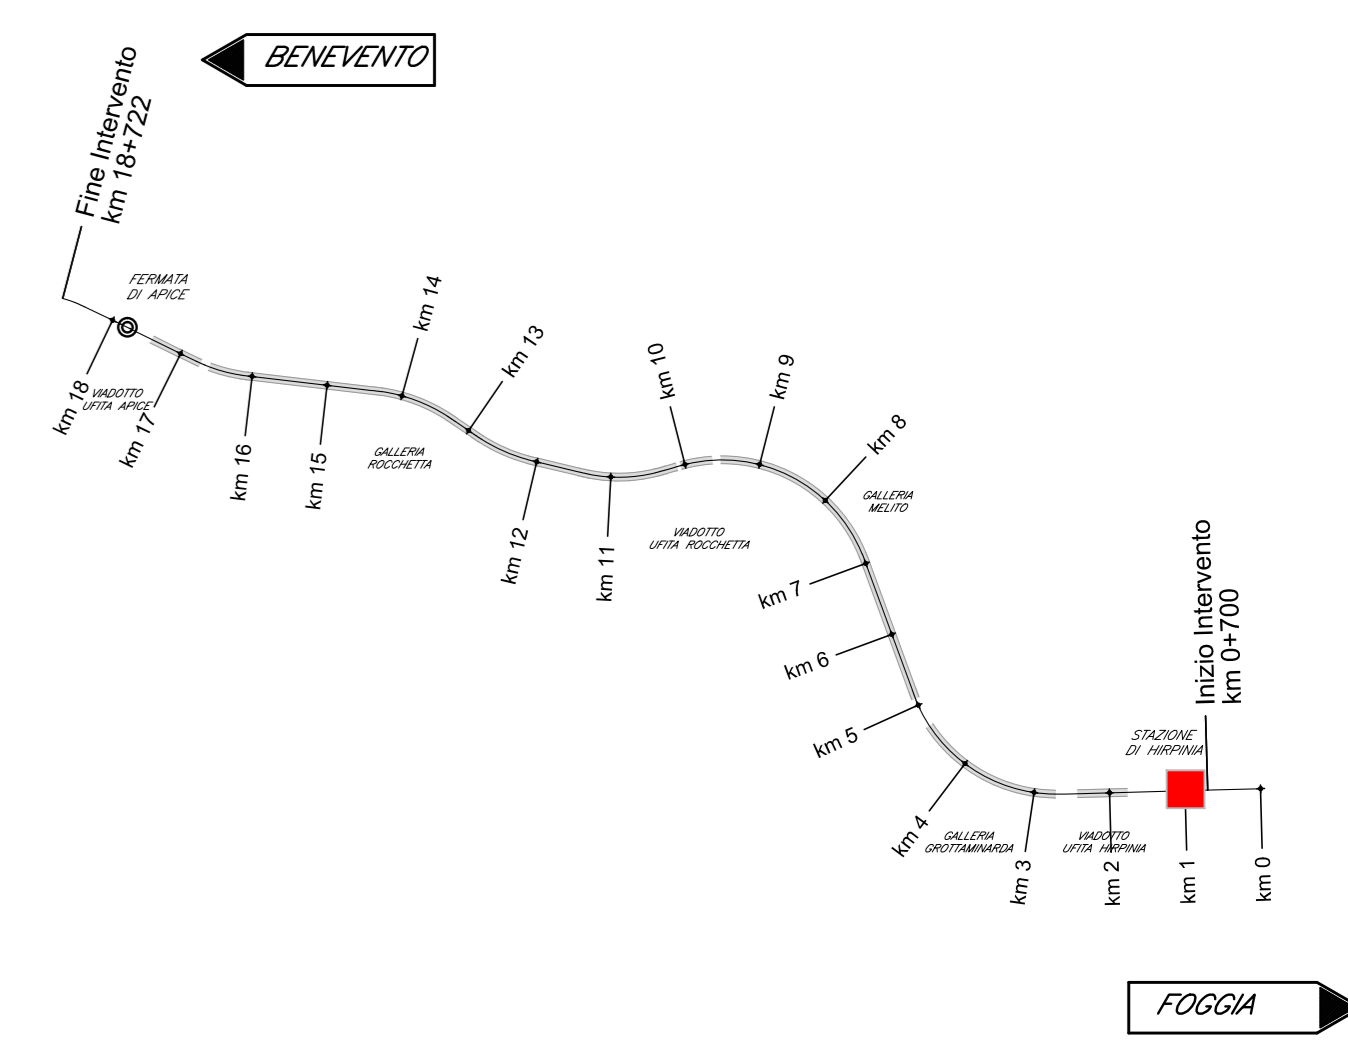 BENEVENTO
Fine Intervento
km 18+722
FERMATA
DI APICE
km 18
VIADOTTO
UFITA APICE
km 17
km 16
km 15
km 14
GALLERIA
ROCCHETTA
km 13
km 12
km 11
km 10
VIADOTTO
UFITA ROCCHETTA
km 9
km 8
GALLERIA
MELITO
km 7
km 6
km 5
km 4
GALLERIA
GROTTAMINARDA
km 3
VIADOTTO
UFITA HIRPINIA
km 2
STAZIONE
DI HIRPINIA
km 1
Inizio Intervento
km 0+700
km 0
FOGGIA